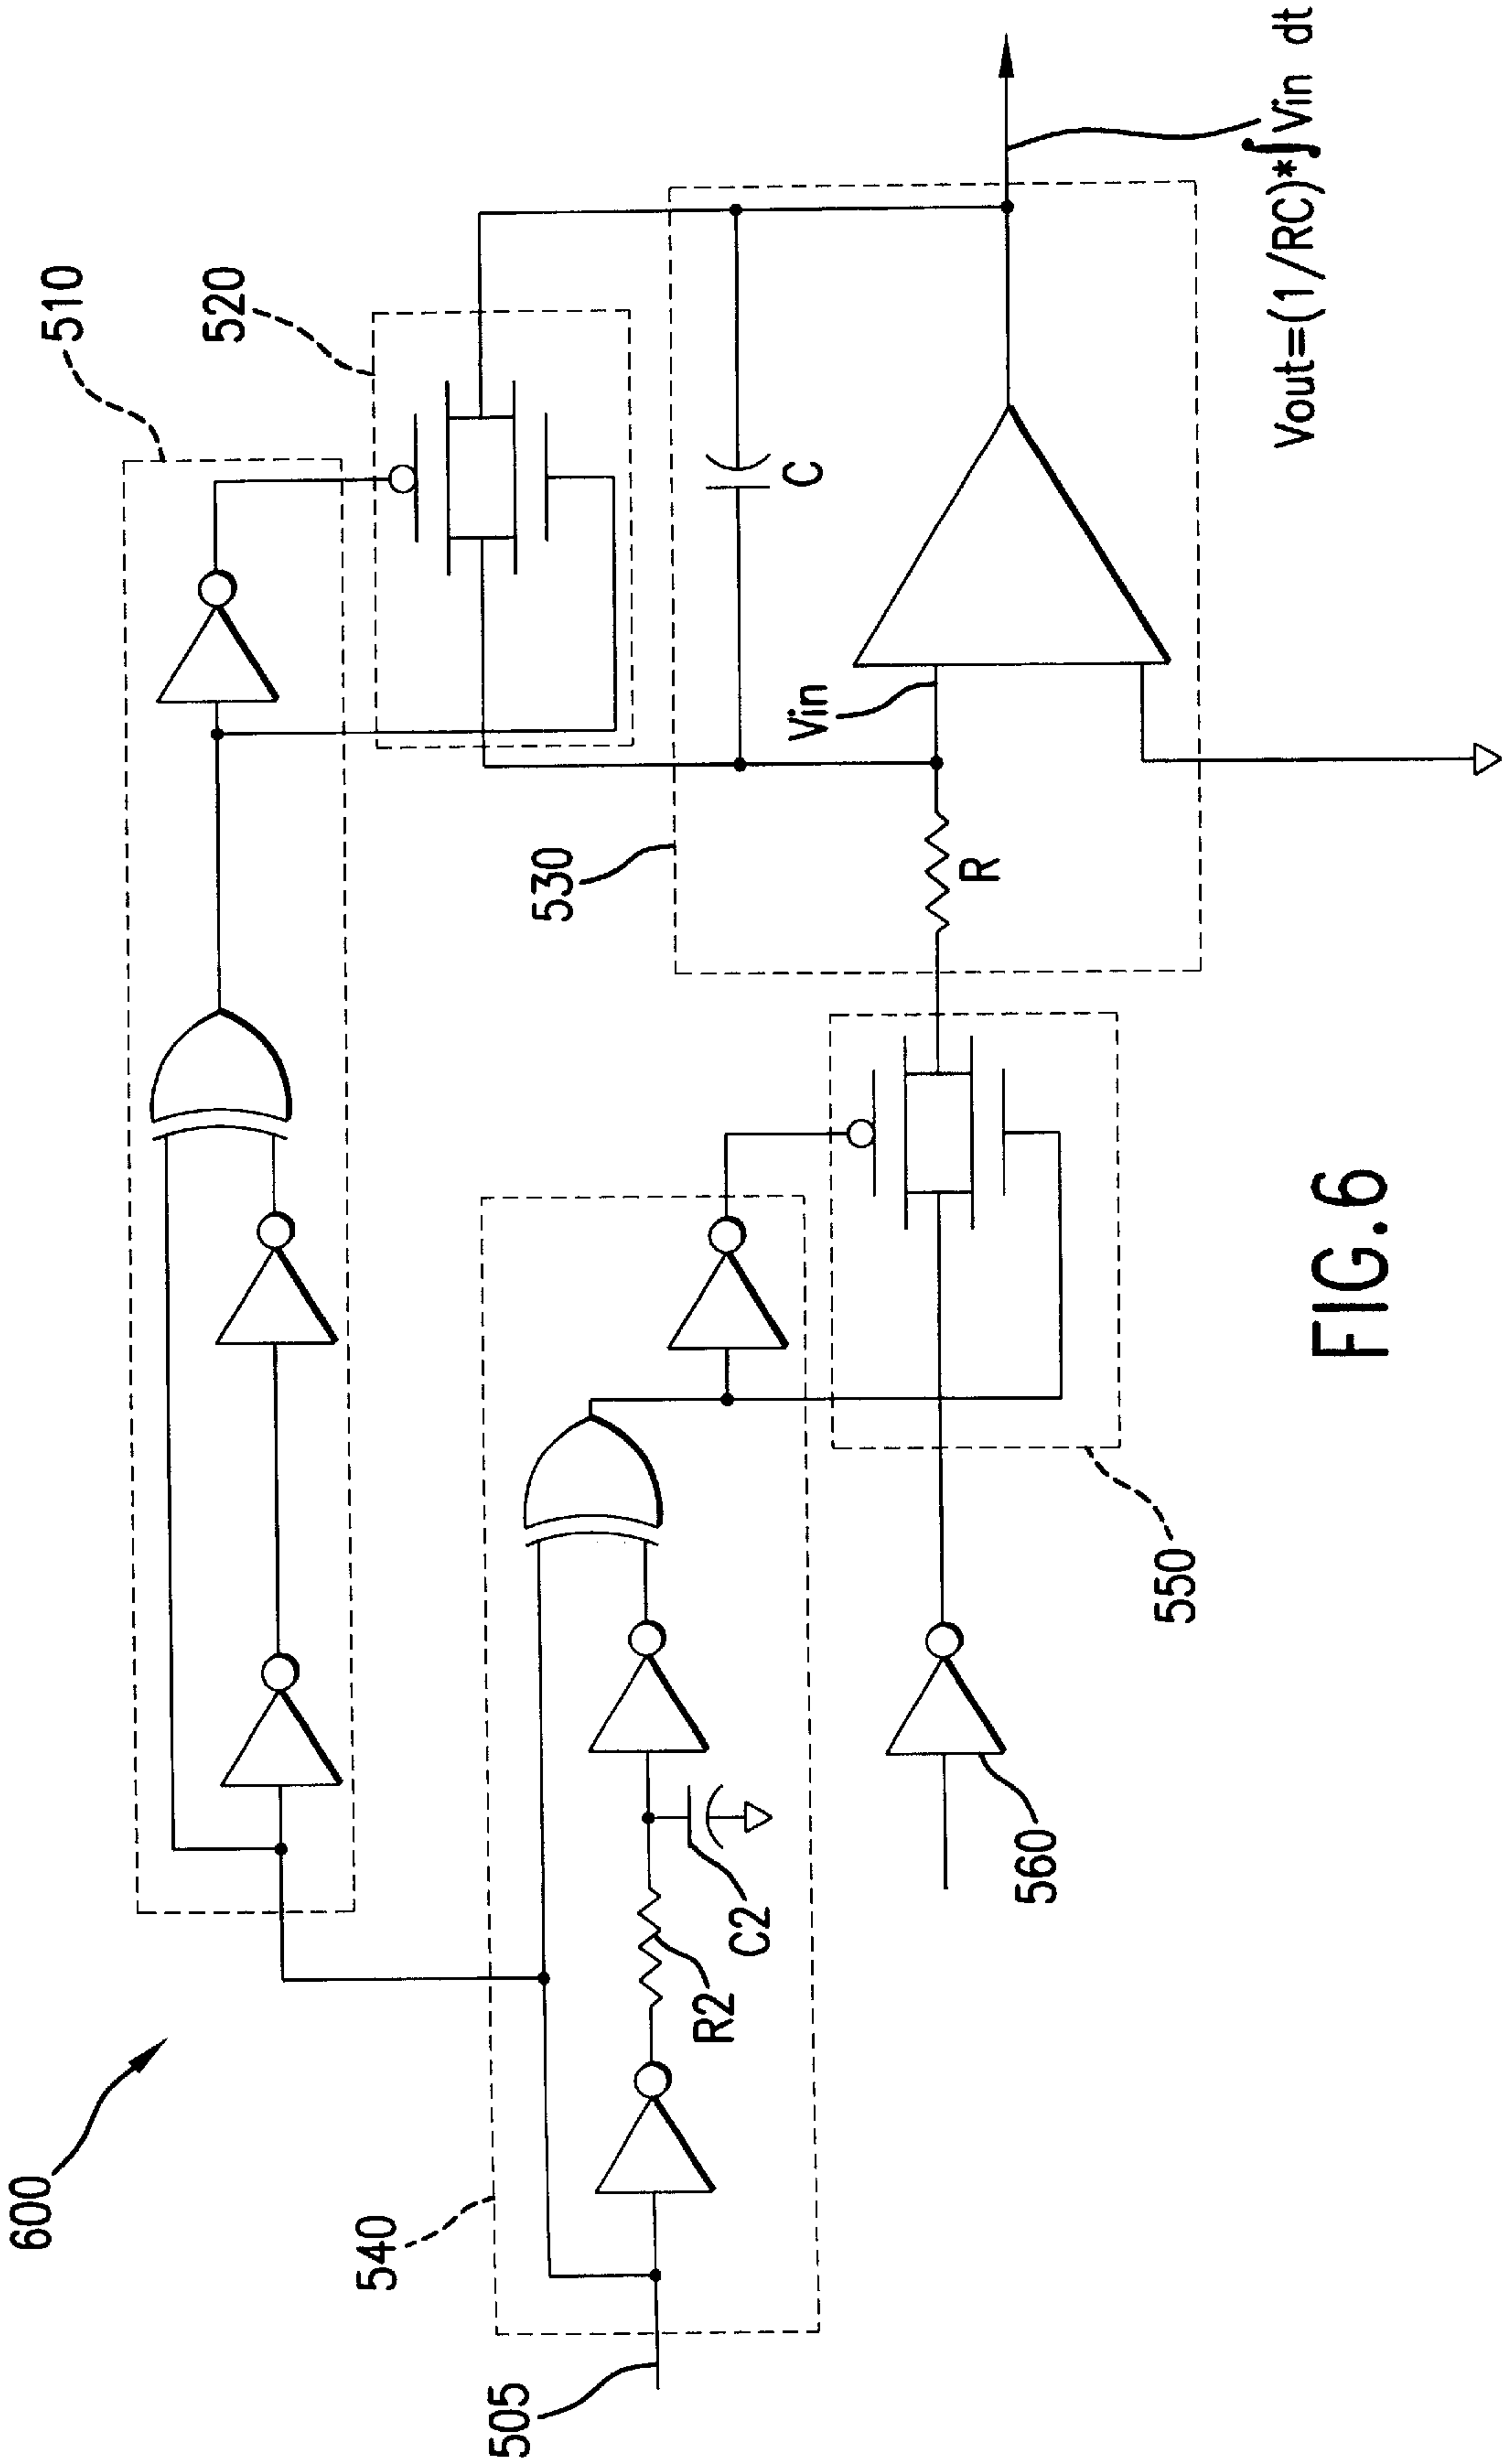 600
510
520
530
Vin
C
R
Vout=(1/RC)*∫Vin dt
540
505
R2
C2
550
560
FIG.6